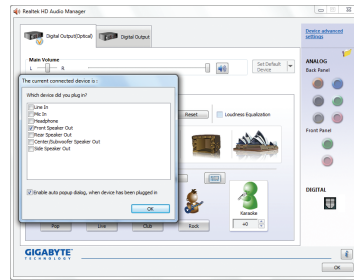 Realtek HD Audio Manager
Digital Output(Optical)
Digital Output
Device advanced
settings
Main Volume
L
R
Set Default
Device
ANALOG
Back Panel
The current connected device is :
Which device did you plug in?
Line In
Mic In
Headphone
Front Speaker Out
Rear Speaker Out
Center/Subwoofer Speaker Out
Side Speaker Out
Reset
Loudness Equalization
Front Panel
Enable auto popup dialog, when device has been plugged in
OK
DIGITAL
Karaoke
Pop
Live
Club
Rock
+0
GIGABYTE
TECHNOLOGY
OK